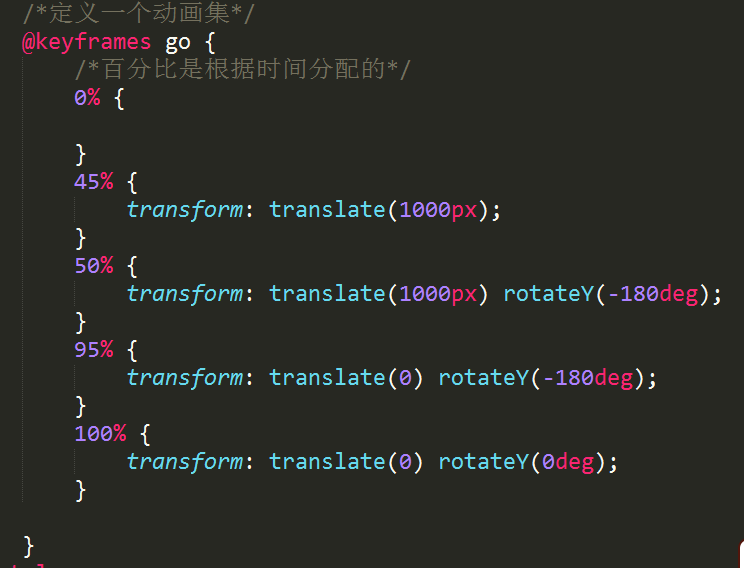 /*定义一个动画集*/
@keyframes go {
/*百分比是根据时间分配的*/
0% {
}
45% {
transform: translate(1000px);
}
50% {
transform: translate(1000px) rotateY(-180deg);
}
95% {
transform: translate(0) rotateY(-180deg);
}
100% {
transform: translate(0) rotateY(0deg);
}
}